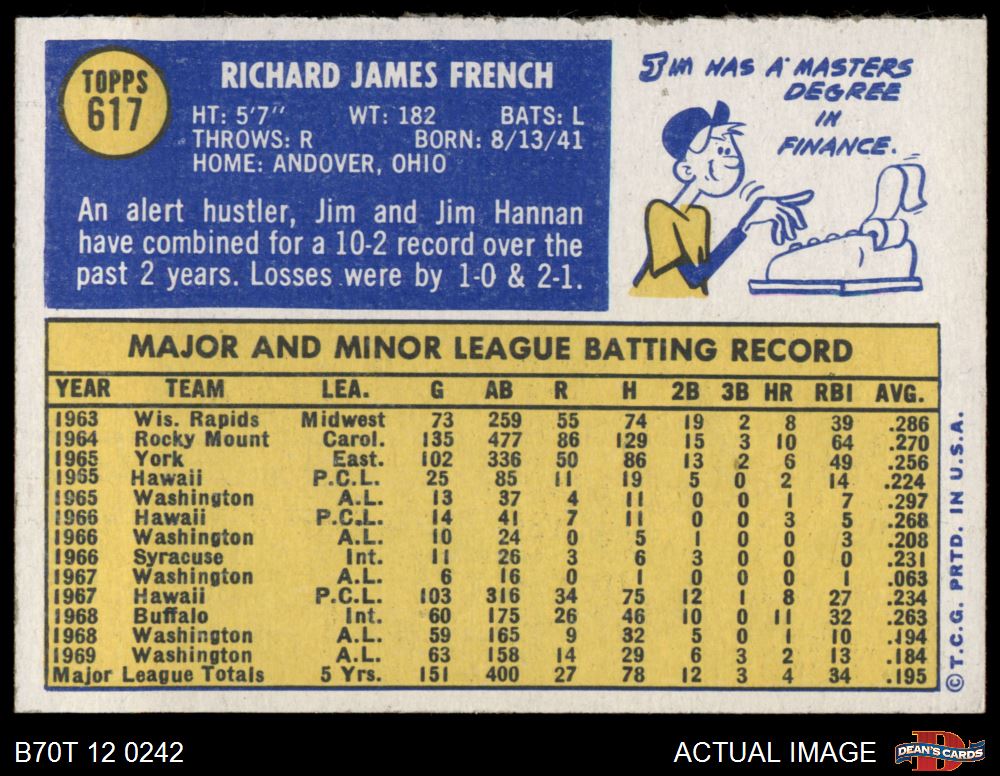 TOPPS
617
RICHARD JAMES FRENCH
HT: 5'7" WT: 182 BATS: L
THROWS: R BORN: 8/13/41
HOME: ANDOVER, OHIO
An alert hustler, Jim and Jim Hannan
have combined for a 10-2 record over the
past 2 years. Losses were by 1-0 & 2-1.
JIM HAS A MASTERS
DEGREE
IN
FINANCE.
MAJOR AND MINOR LEAGUE BATTING RECORD
YEAR TEAM LEA. G AB R H 2B 3B HR RBI AVG.
1963 Wis. Rapids Midwest 73 259 55 74 19 2 8 39 .286
1964 Rocky Mount Carol. 135 477 86 129 15 3 10 64 .270
1965 York East. 102 336 50 86 13 2 6 49 .256
1965 Hawaii P.C.L. 25 85 11 19 5 0 2 14 .224
1965 Washington A.L. 13 37 4 11 0 0 1 7 .297
1966 Hawaii P.C.L. 14 41 7 11 0 0 3 5 .268
1966 Washington A.L. 10 24 0 5 1 0 0 3 .208
1966 Syracuse Int. 11 26 3 6 3 0 0 0 .231
1967 Washington A.L. 6 16 0 1 0 0 0 1 .063
1967 Hawaii P.C.L. 103 316 34 75 12 1 8 27 .234
1968 Buffalo Int. 60 175 26 46 10 0 11 32 .263
1968 Washington A.L. 59 165 9 32 5 0 1 10 .194
1969 Washington A.L. 63 158 14 29 6 3 2 13 .184
Major League Totals 5 Yrs. 151 400 27 78 12 3 4 34 .195
© T.C.G. PRTD. IN U.S.A.
B70T 12 0242
ACTUAL IMAGE
DEAN'S CARDS